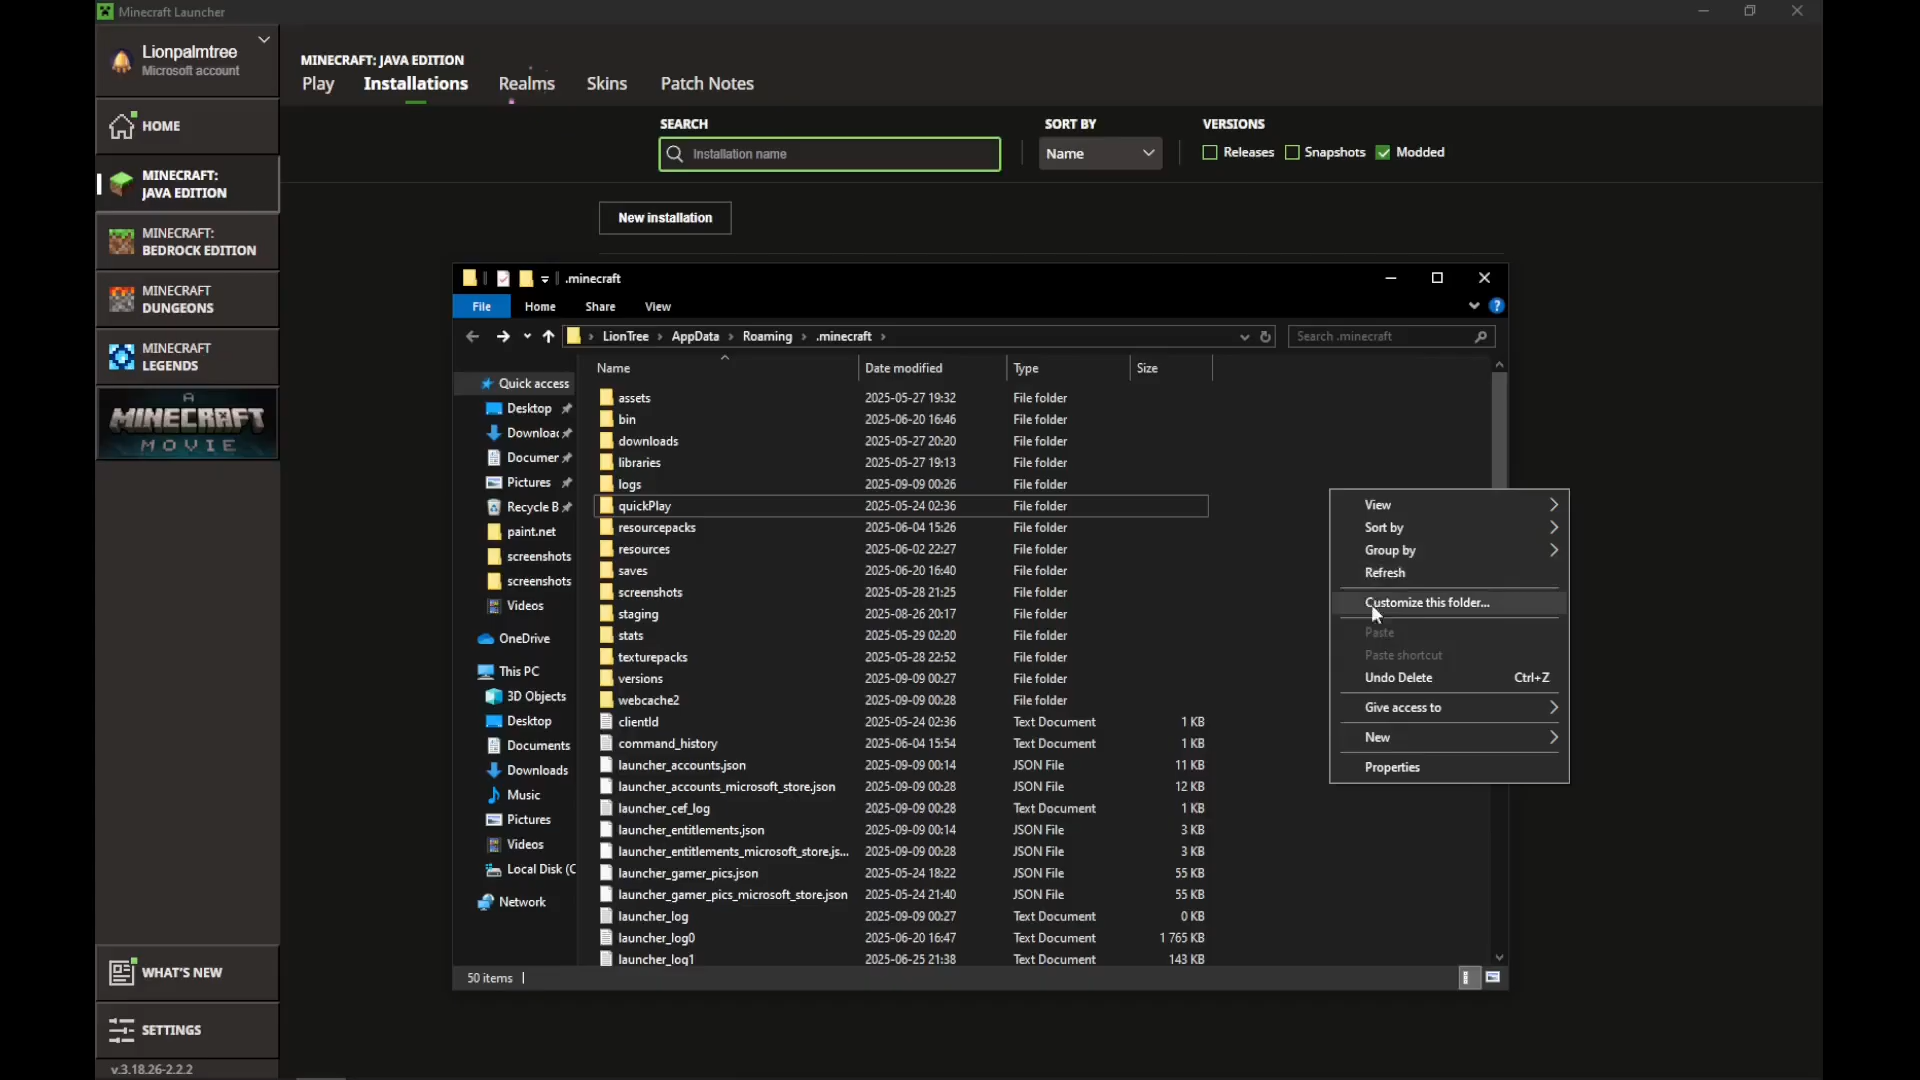 Minecraft Launcher
Lionpalmtree
Microsoft account
MINECRAFT: JAVA EDITION
Play
Installations
Realms
Skins
Patch Notes
HOME
MINECRAFT:
JAVA EDITION
MINECRAFT:
BEDROCK EDITION
MINECRAFT
DUNGEONS
MINECRAFT
LEGENDS
A
MINECRAFT
MOVIE
WHAT'S NEW
SETTINGS
v.3.18.26-2.2.2
SEARCH
Installation name
SORT BY
Name
VERSIONS
Releases
Snapshots
Modded
New installation
.minecraft
File Home Share View
?
LionTree AppData Roaming .minecraft
Search .minecraft
Quick access
Desktop
Downloac
Documer
Pictures
Recycle B
paint.net
screenshots
screenshots
Videos
OneDrive
This PC
3D Objects
Desktop
Documents
Downloads
Music
Pictures
Videos
Local Disk (C
Network
Name Date modified Type Size
assets 2025-05-27 19:32 File folder
bin 2025-06-20 16:46 File folder
downloads 2025-05-27 20:20 File folder
libraries 2025-05-27 19:13 File folder
logs 2025-09-09 00:26 File folder
quickPlay 2025-05-24 02:36 File folder
resourcepacks 2025-06-04 15:26 File folder
resources 2025-06-02 22:27 File folder
saves 2025-06-20 16:40 File folder
screenshots 2025-05-28 21:25 File folder
staging 2025-08-26 20:17 File folder
stats 2025-05-29 02:20 File folder
texturepacks 2025-05-28 22:52 File folder
versions 2025-09-09 00:27 File folder
webcache2 2025-09-09 00:28 File folder
clientId 2025-05-24 02:36 Text Document 1 KB
command_history 2025-06-04 15:54 Text Document 1 KB
launcher_accounts.json 2025-09-09 00:14 JSON File 11 KB
launcher_accounts_microsoft_store.json 2025-09-09 00:28 JSON File 12 KB
launcher_cef_log 2025-09-09 00:28 Text Document 1 KB
launcher_entitlements.json 2025-09-09 00:14 JSON File 3 KB
launcher_entitlements_microsoft_store.js... 2025-09-09 00:28 JSON File 3 KB
launcher_gamer_pics.json 2025-05-24 18:22 JSON File 55 KB
launcher_gamer_pics_microsoft_store.json 2025-05-24 21:40 JSON File 55 KB
launcher_log 2025-09-09 00:27 Text Document 0 KB
launcher_log0 2025-06-20 16:47 Text Document 1 765 KB
launcher_log1 2025-06-25 21:38 Text Document 143 KB
50 items
View
Sort by
Group by
Refresh
Customize this folder...
Paste
Paste shortcut
Undo Delete Ctrl+Z
Give access to
New
Properties